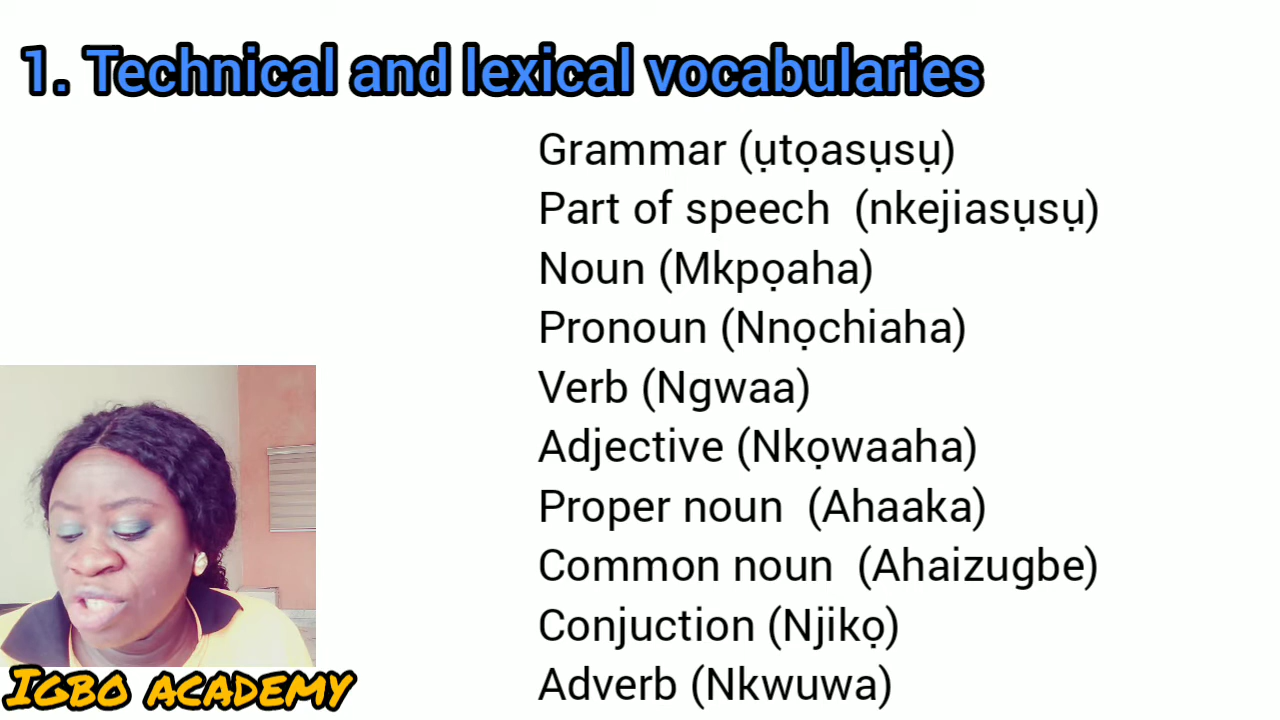 1. Technical and lexical vocabularies
Grammar (ụtọasụsụ)
Part of speech (nkejiasụsụ)
Noun (Mkpọaha)
Pronoun (Nnọchiaha)
Verb (Ngwaa)
Adjective (Nkọwaaha)
Proper noun (Ahaaka)
Common noun (Ahaizugbe)
Conjuction (Njikọ)
Adverb (Nkwuwa)
IGBO ACADEMY